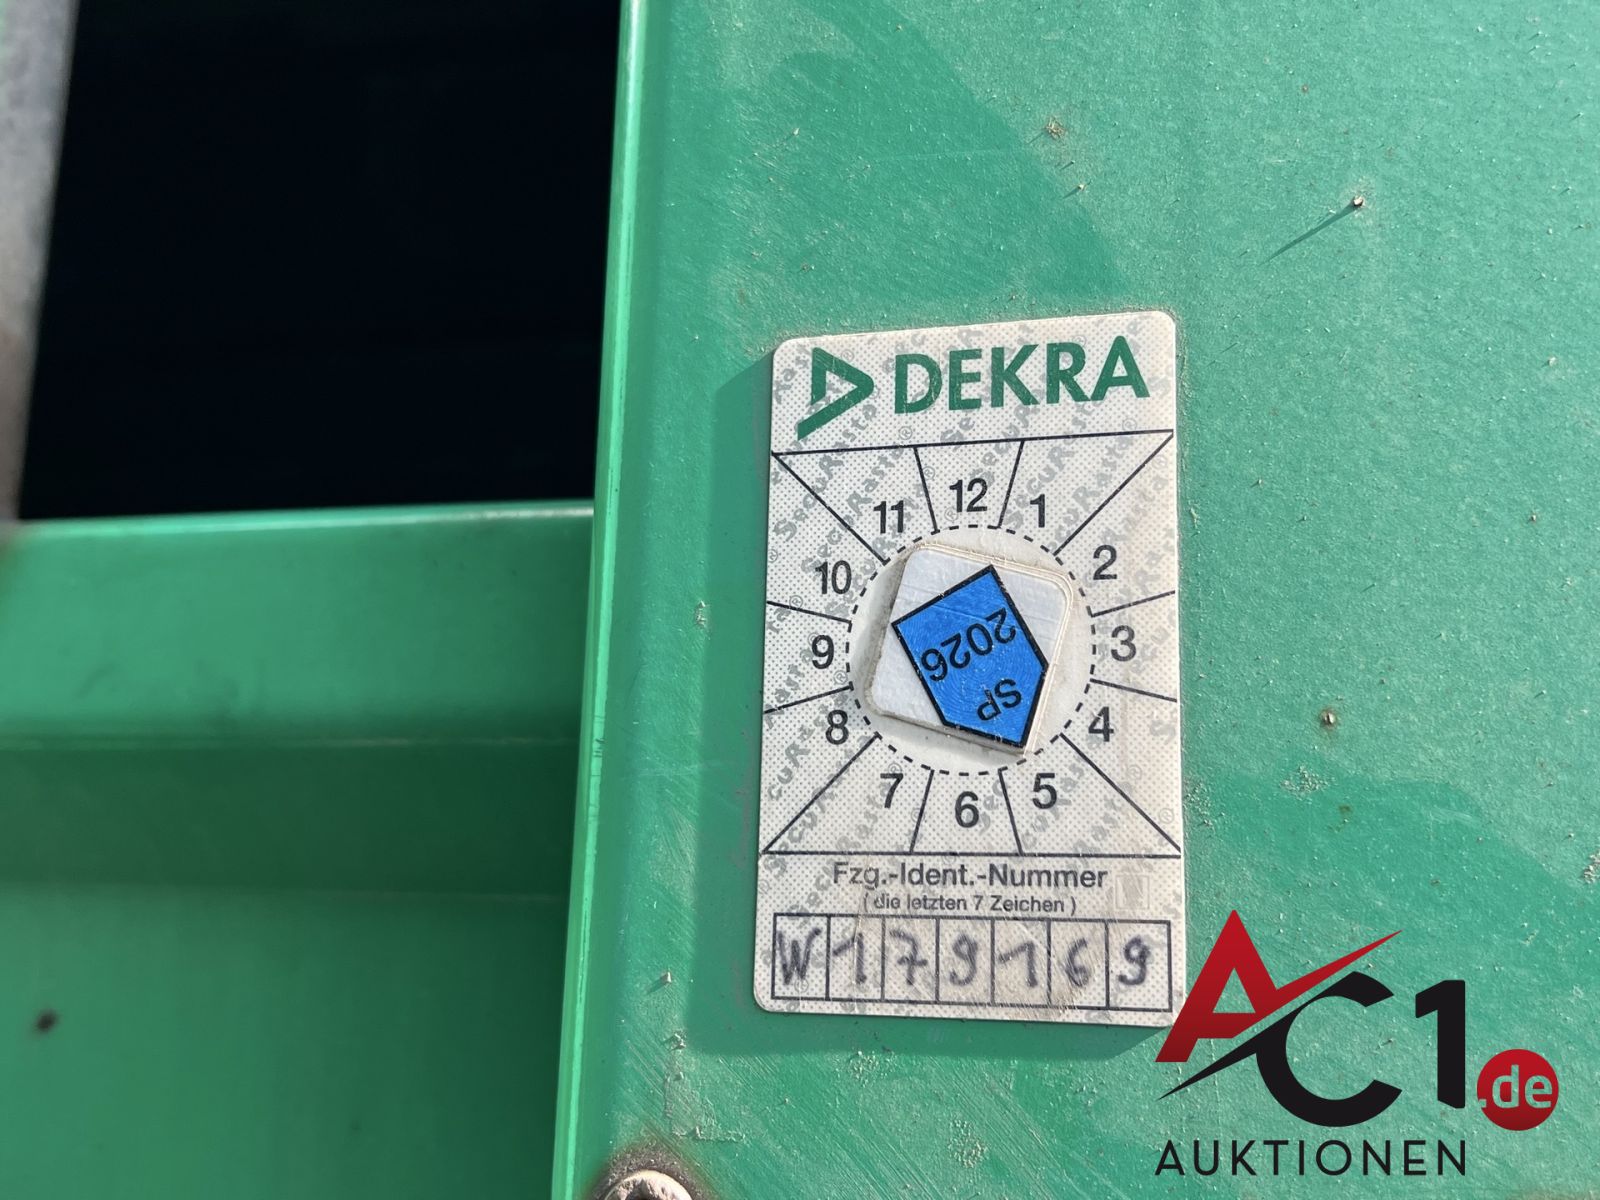 DEKRA
11 12 1
10 2
9 3
8 4
7 6 5
SP
2026
Fzg.-Ident.-Nummer
(die letzten 7 Zeichen)
W179169
AC1.de
AUKTIONEN